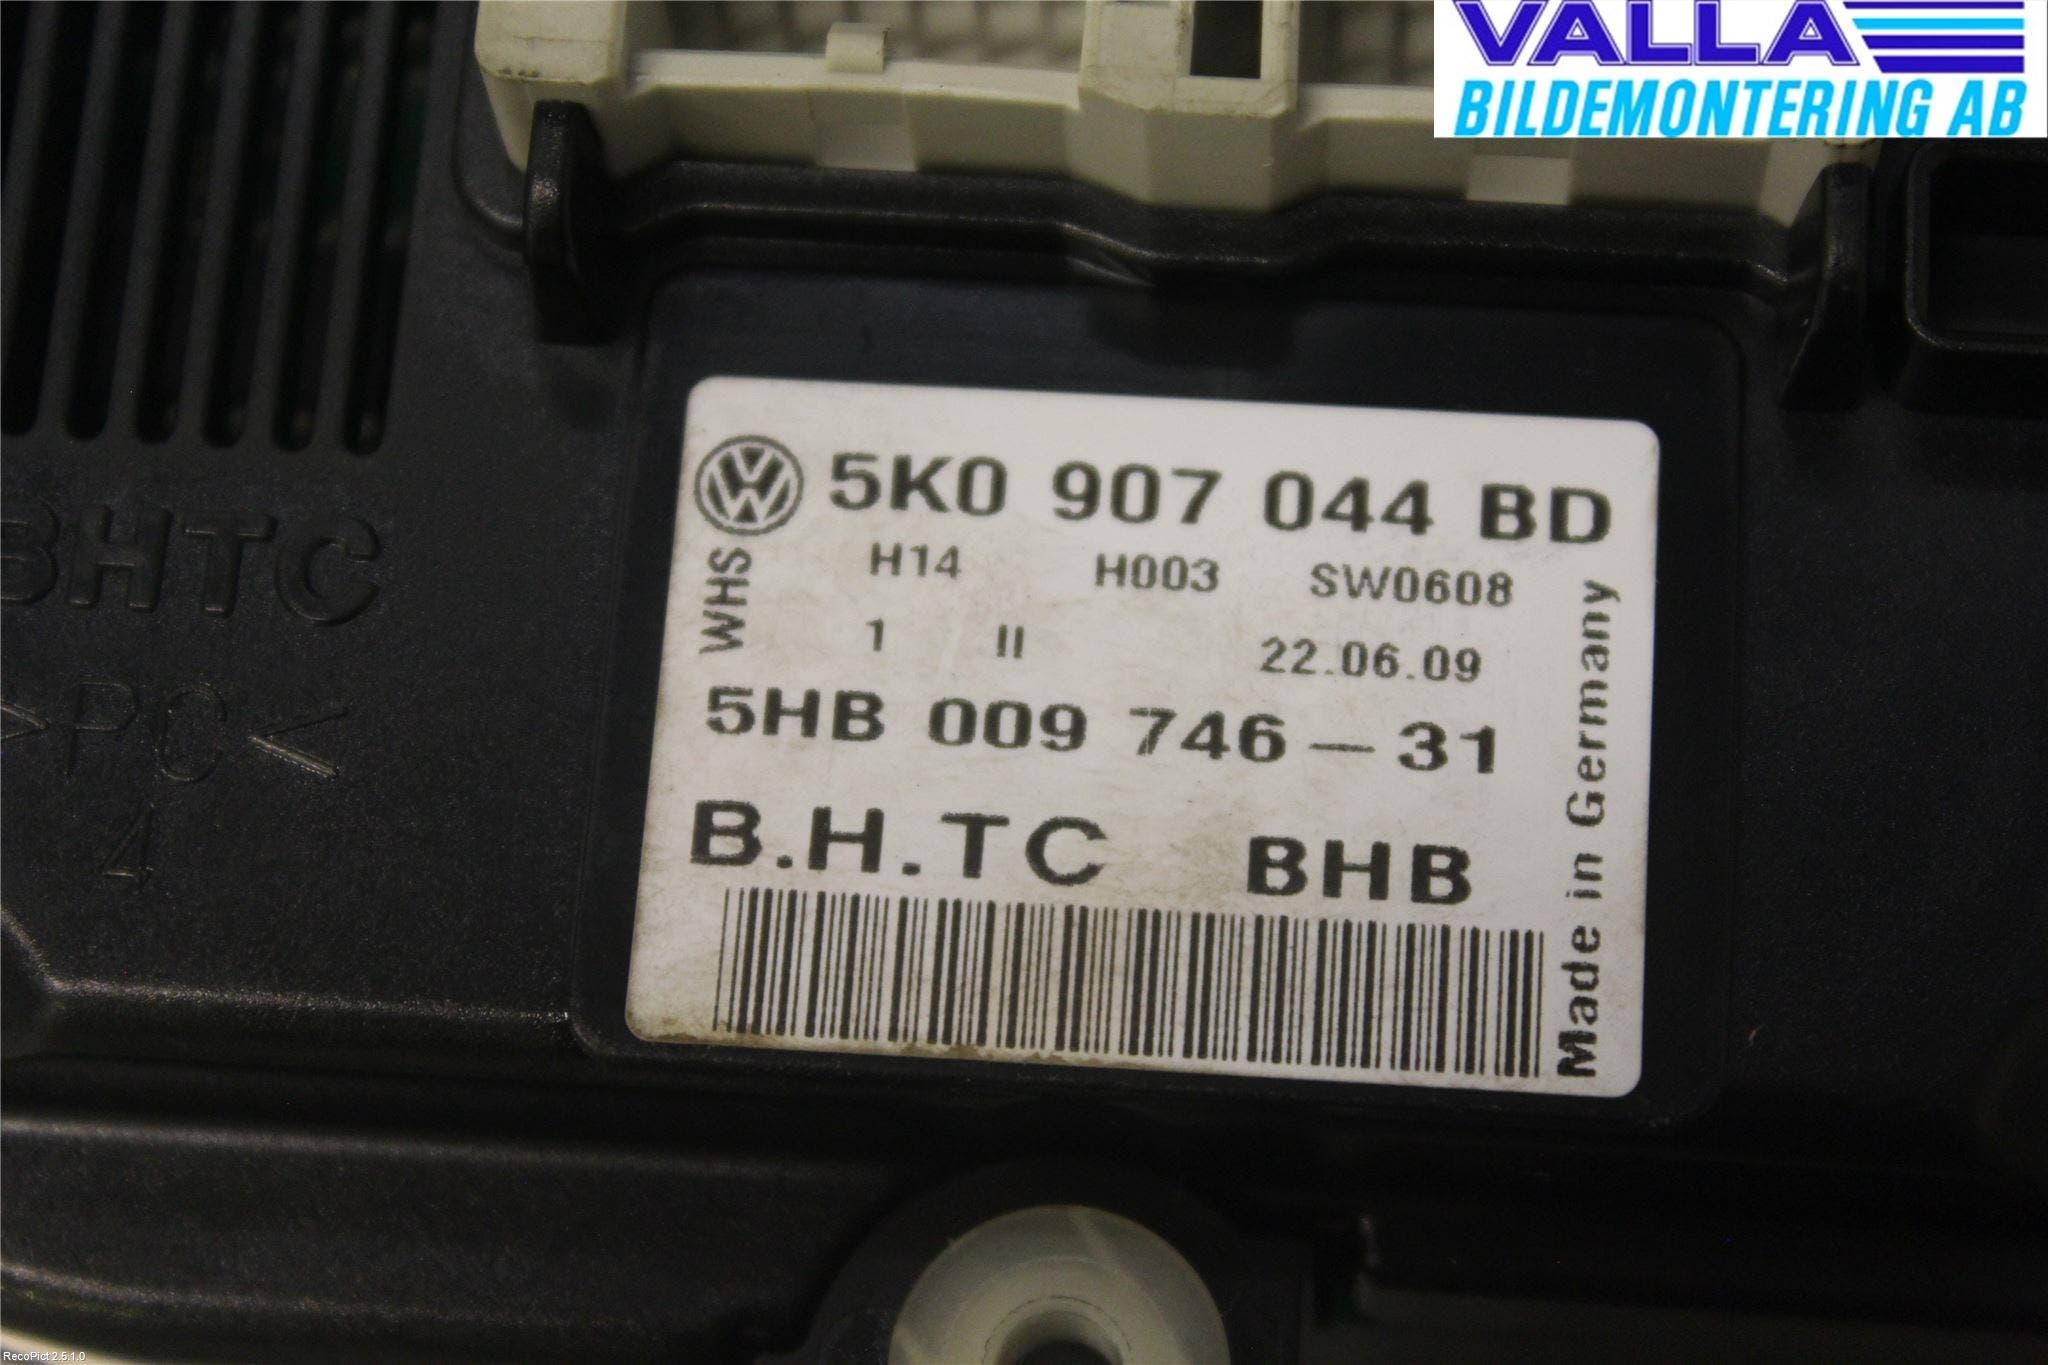 VALLA
BILDEMONTERING AB
5K0 907 044 BD
H14 H003 SW0608
WHS
1 II 22.06.09
5HB 009 746-31
B.H.TC BHB
Made in Germany
BHTC
>PC<
4
RecoPict 2.5.1.0